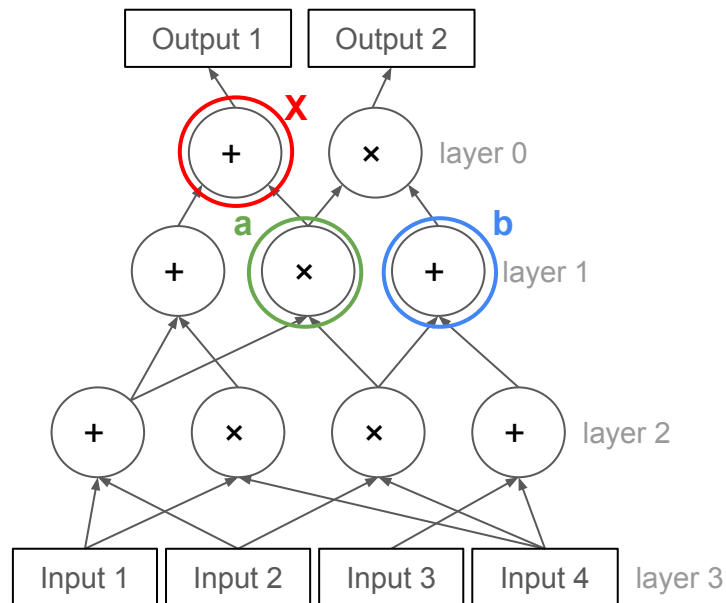 Output 1 Output 2
X
+ × layer 0
a b
+ × + layer 1
+ × × + layer 2
Input 1 Input 2 Input 3 Input 4 layer 3